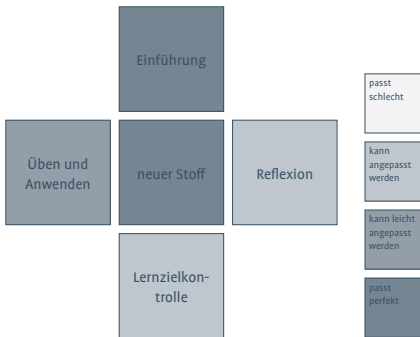 Einführung
Üben und
Anwenden
neuer Stoff
Reflexion
Lernzielkon-
trolle
passt
schlecht
kann
angepasst
werden
kann leicht
angepasst
werden
passt
perfekt